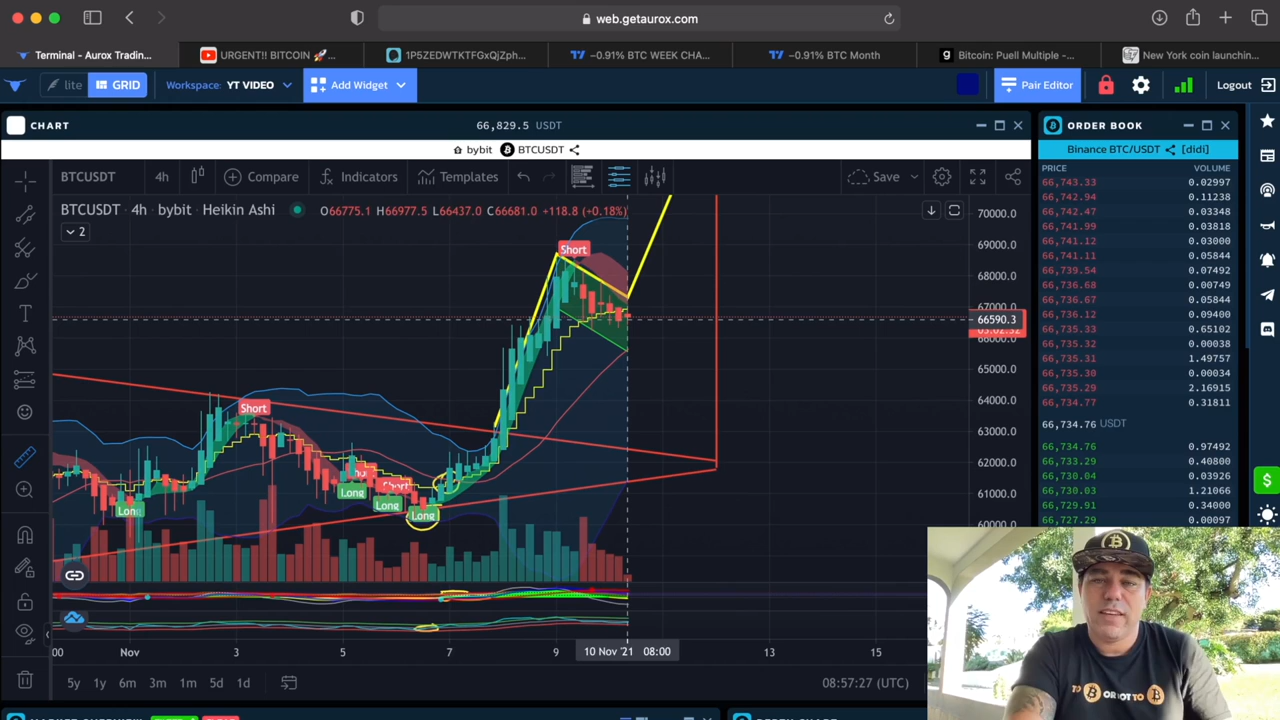 web.getaurox.com
Terminal - Aurox Tradin...
URGENT!! BITCOIN 🚀 ...
1P5ZEDWTKTFGxQjZph...
−0.91% BTC WEEK CHA...
−0.91% BTC Month
Bitcoin: Puell Multiple -...
New York coin launchin...
lite
GRID
Workspace: YT VIDEO
Add Widget
Pair Editor
Logout
CHART
66,829.5 USDT
bybit BTCUSDT
BTCUSDT 4h Compare Indicators Templates Save
BTCUSDT · 4h · bybit · Heikin Ashi
O66775.1 H66977.5 L66437.0 C66681.0 +118.8 (+0.18%)
2
70000.0
69000.0
68000.0
67000.0
66590.3
03:02:32
66000.0
65000.0
64000.0
63000.0
62000.0
61000.0
60000.0
Short
Short
Short
Long
Long
Long
Long
00
Nov
3
5
7
9
10 Nov '21 08:00
13
15
5y 1y 6m 3m 1m 5d 1d
08:57:27 (UTC)
ORDER BOOK
Binance BTC/USDT [didi]
PRICE VOLUME
66,743.33 0.02997
66,742.94 0.11238
66,742.47 0.03348
66,741.99 0.03818
66,741.12 0.03000
66,741.11 0.05844
66,739.54 0.07492
66,736.68 0.00749
66,736.67 0.05844
66,736.12 0.09400
66,735.33 0.65102
66,735.32 0.00038
66,735.31 1.49757
66,735.30 0.00034
66,735.29 2.16915
66,734.77 0.31811
66,734.76 USDT
66,734.76 0.97492
66,733.29 0.40800
66,730.04 0.03926
66,730.03 1.21066
66,729.91 0.34000
66,727.29 0.00097
TO B OR NOT TO B